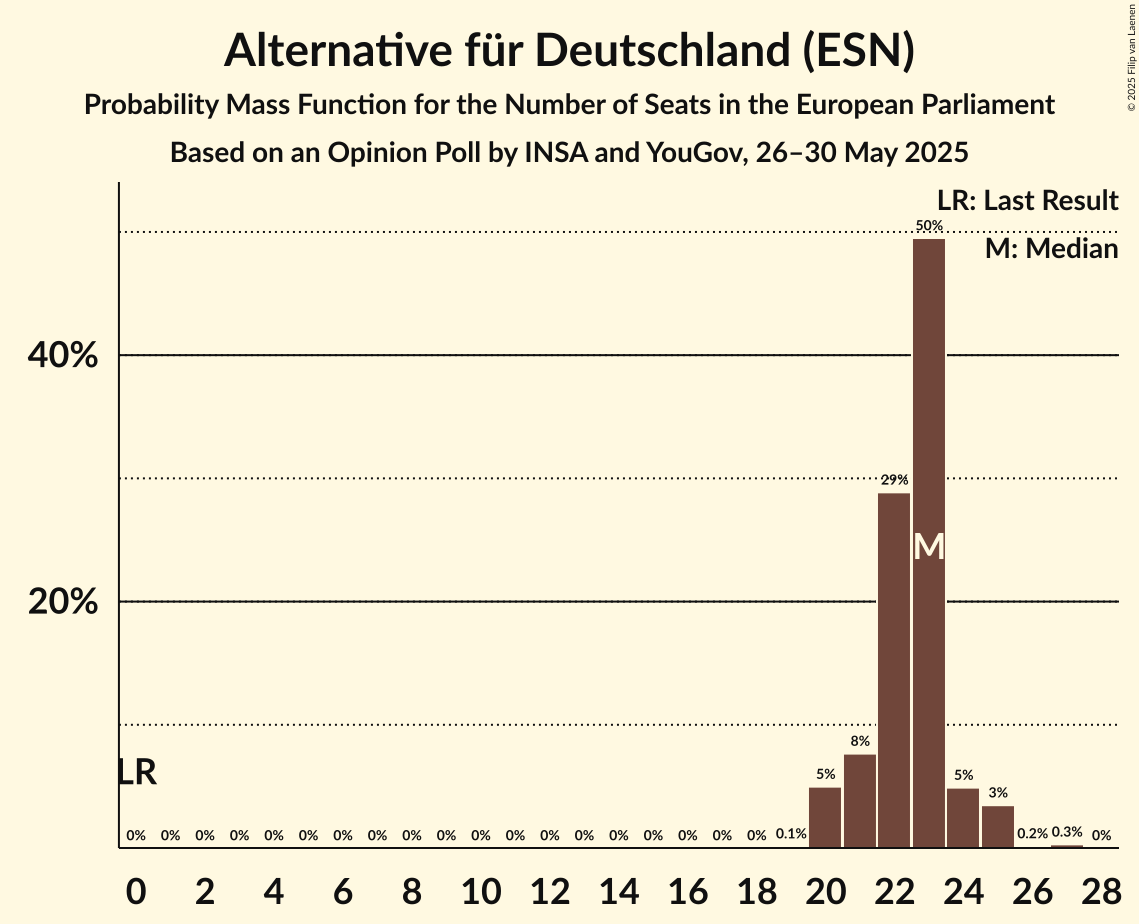 Alternative für Deutschland (ESN)
Probability Mass Function for the Number of Seats in the European Parliament
Based on an Opinion Poll by INSA and YouGov, 26–30 May 2025
© 2025 Filip van Laenen
LR: Last Result
M: Median
50%
40%
29%
M
20%
LR
8%
5%
5%
3%
0% 0% 0% 0% 0% 0% 0% 0% 0% 0% 0% 0% 0% 0% 0% 0% 0% 0% 0% 0.1% 0.2% 0.3% 0%
0 2 4 6 8 10 12 14 16 18 20 22 24 26 28